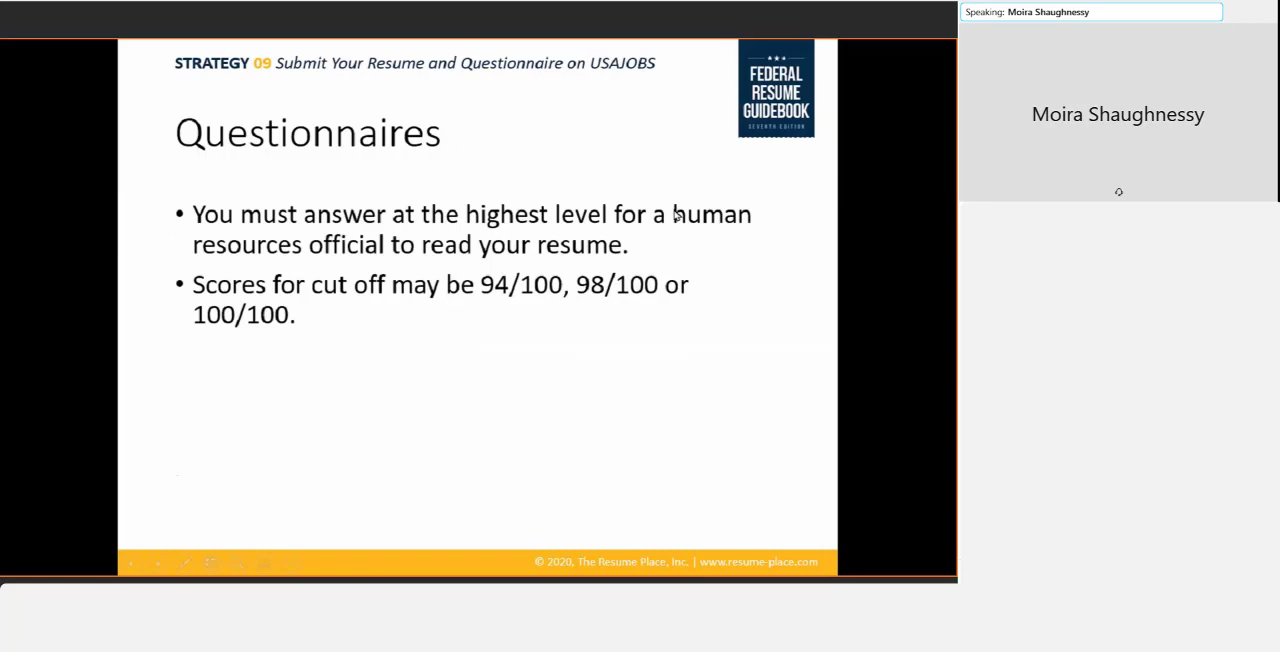 Speaking: Moira Shaughnessy
STRATEGY 09 Submit Your Resume and Questionnaire on USAJOBS
FEDERAL
RESUME
GUIDEBOOK
SEVENTH EDITION
Moira Shaughnessy
Questionnaires
• You must answer at the highest level for a human
resources official to read your resume.
• Scores for cut off may be 94/100, 98/100 or
100/100.
© 2020, The Resume Place, Inc. | www.resume-place.com